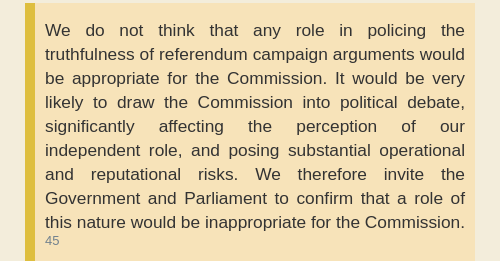 We do not think that any role in policing the
truthfulness of referendum campaign arguments would
be appropriate for the Commission. It would be very
likely to draw the Commission into political debate,
significantly affecting the perception of our
independent role, and posing substantial operational
and reputational risks. We therefore invite the
Government and Parliament to confirm that a role of
this nature would be inappropriate for the Commission.
45